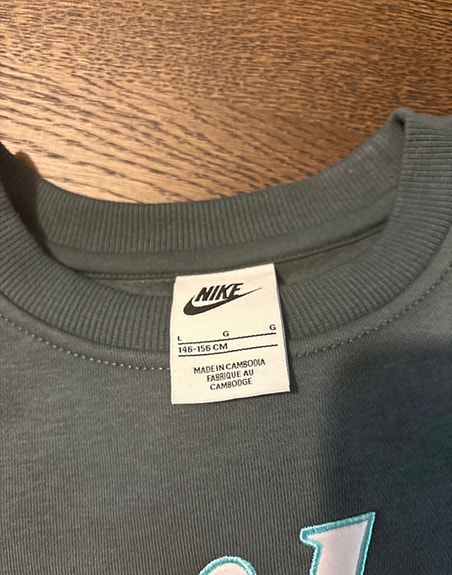 NIKE
L G G
146-156 CM
MADE IN CAMBODIA
FABRIQUE AU
CAMBODGE